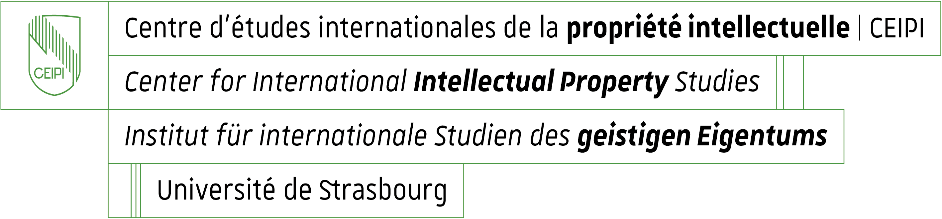 CEIPI
Centre d'études internationales de la propriété intellectuelle | CEIPI
Center for International Intellectual Property Studies
Institut für internationale Studien des geistigen Eigentums
Université de Strasbourg